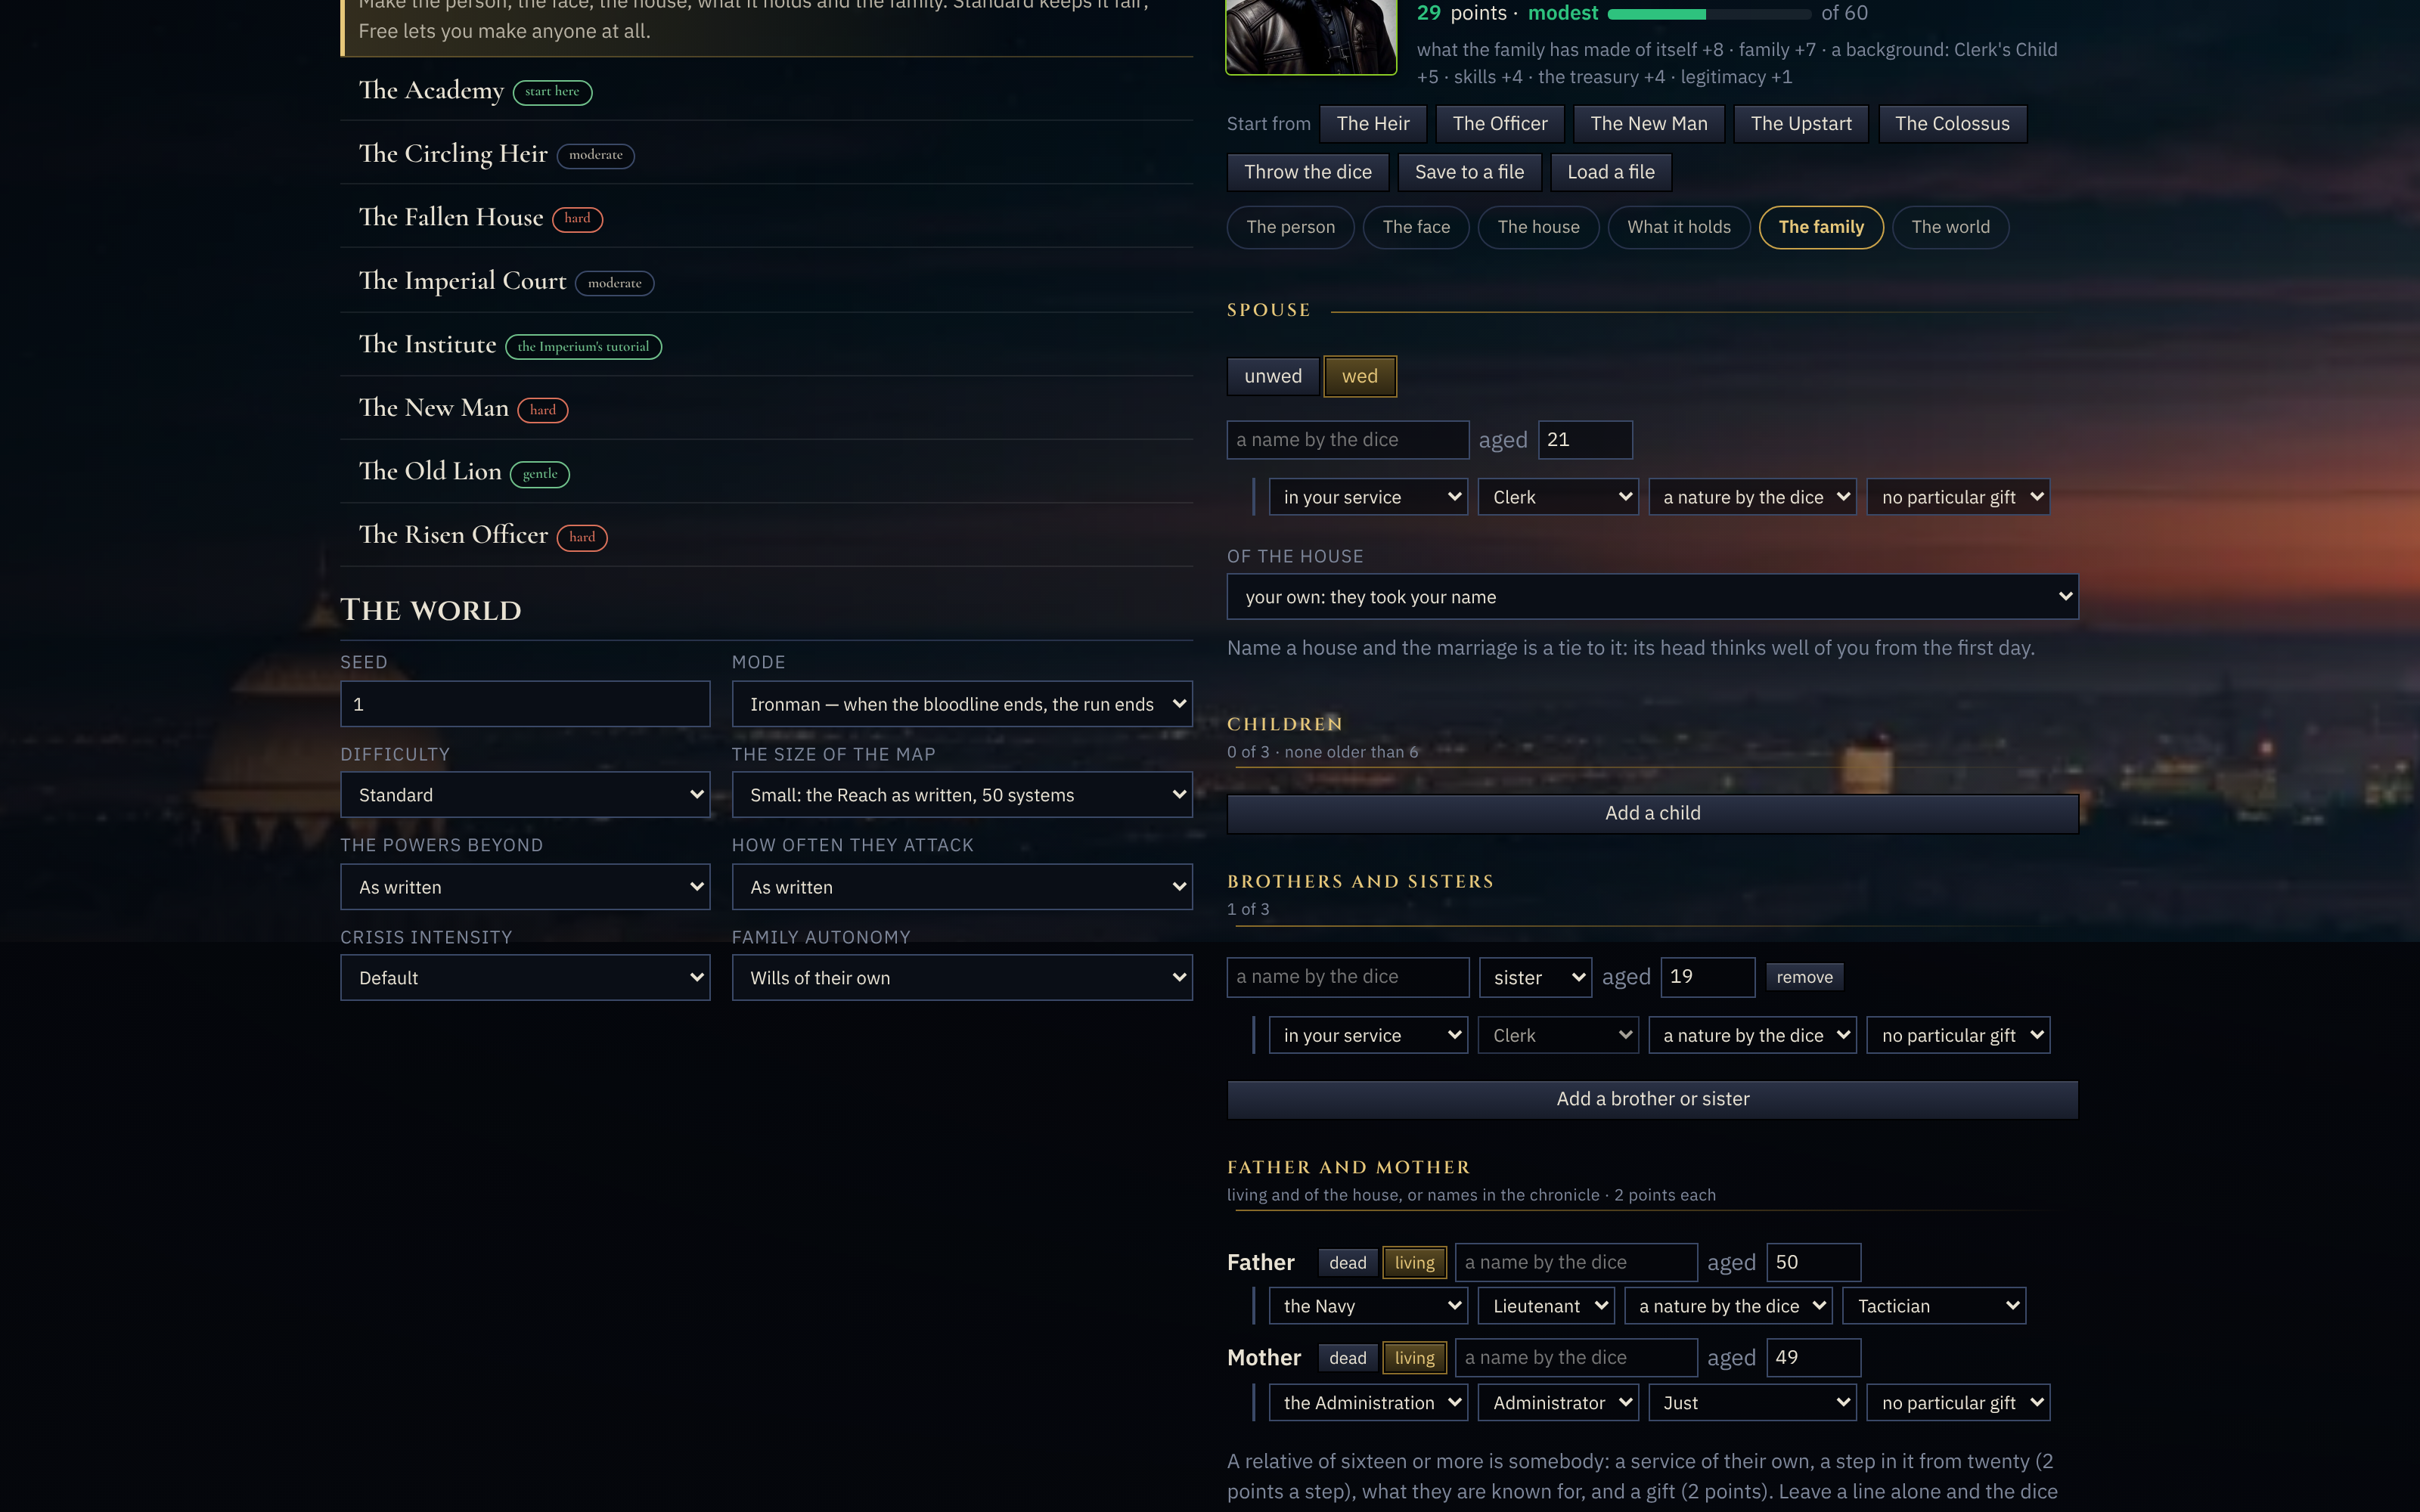 Make the person, the face, the house, what it holds and the family. Standard keeps it fair;
Free lets you make anyone at all.
The Academy start here
The Circling Heir moderate
The Fallen House hard
The Imperial Court moderate
The Institute the Imperium's tutorial
The New Man hard
The Old Lion gentle
The Risen Officer hard
The world
SEED MODE
1 Ironman — when the bloodline ends, the run ends
DIFFICULTY THE SIZE OF THE MAP
Standard Small: the Reach as written, 50 systems
THE POWERS BEYOND HOW OFTEN THEY ATTACK
As written As written
CRISIS INTENSITY FAMILY AUTONOMY
Default Wills of their own
29 points · modest of 60
what the family has made of itself +8 · family +7 · a background: Clerk's Child
+5 · skills +4 · the treasury +4 · legitimacy +1
Start from The Heir The Officer The New Man The Upstart The Colossus
Throw the dice Save to a file Load a file
The person The face The house What it holds The family The world
SPOUSE
unwed wed
a name by the dice aged 21
in your service Clerk a nature by the dice no particular gift
OF THE HOUSE
your own: they took your name
Name a house and the marriage is a tie to it: its head thinks well of you from the first day.
CHILDREN
0 of 3 · none older than 6
Add a child
BROTHERS AND SISTERS
1 of 3
a name by the dice sister aged 19 remove
in your service Clerk a nature by the dice no particular gift
Add a brother or sister
FATHER AND MOTHER
living and of the house, or names in the chronicle · 2 points each
Father dead living a name by the dice aged 50
the Navy Lieutenant a nature by the dice Tactician
Mother dead living a name by the dice aged 49
the Administration Administrator Just no particular gift
A relative of sixteen or more is somebody: a service of their own, a step in it from twenty (2
points a step), what they are known for, and a gift (2 points). Leave a line alone and the dice